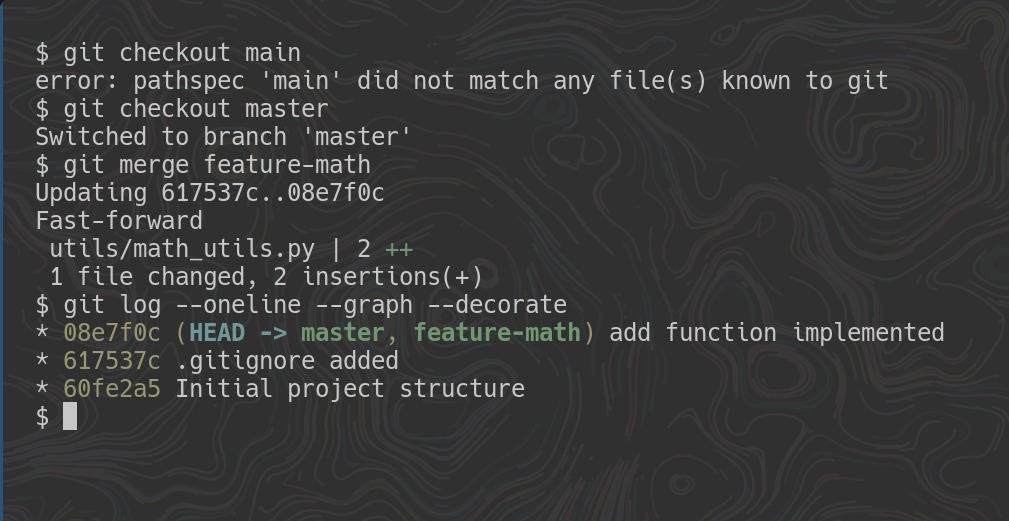 $ git checkout main
error: pathspec 'main' did not match any file(s) known to git
$ git checkout master
Switched to branch 'master'
$ git merge feature-math
Updating 617537c..08e7f0c
Fast-forward
 utils/math_utils.py | 2 ++
 1 file changed, 2 insertions(+)
$ git log --oneline --graph --decorate
* 08e7f0c (HEAD -> master, feature-math) add function implemented
* 617537c .gitignore added
* 60fe2a5 Initial project structure
$